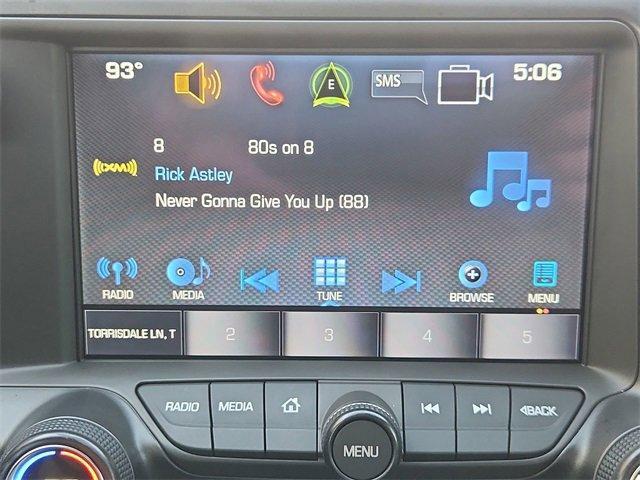 93° E SMS 5:06
8 80s on 8
((XM)) Rick Astley
Never Gonna Give You Up (88)
RADIO MEDIA TUNE BROWSE MENU
TORRISDALE LN, T 2 3 4 5
RADIO MEDIA BACK
MENU